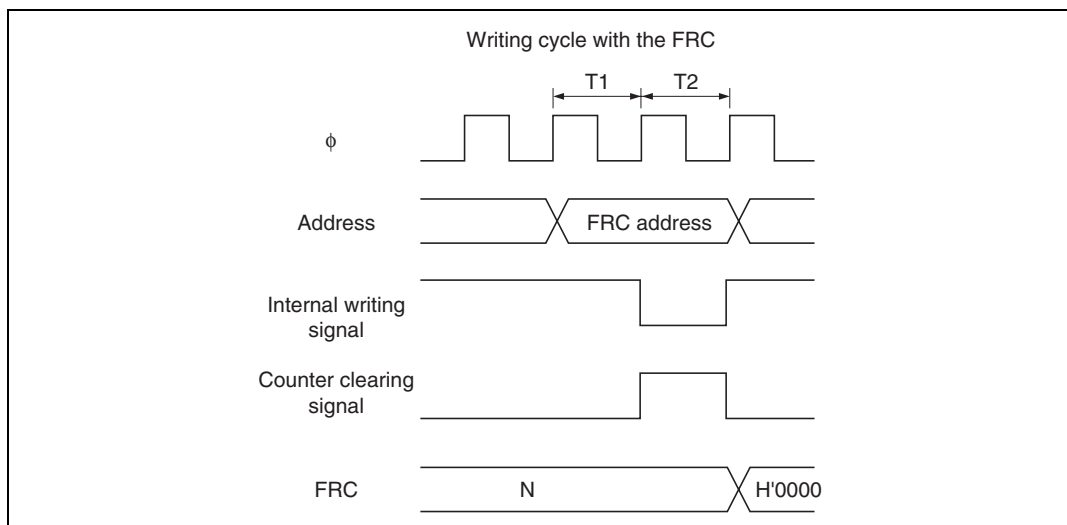 Writing cycle with the FRC
T1 T2
ϕ
Address
FRC address
Internal writing
signal
Counter clearing
signal
FRC
N
H'0000